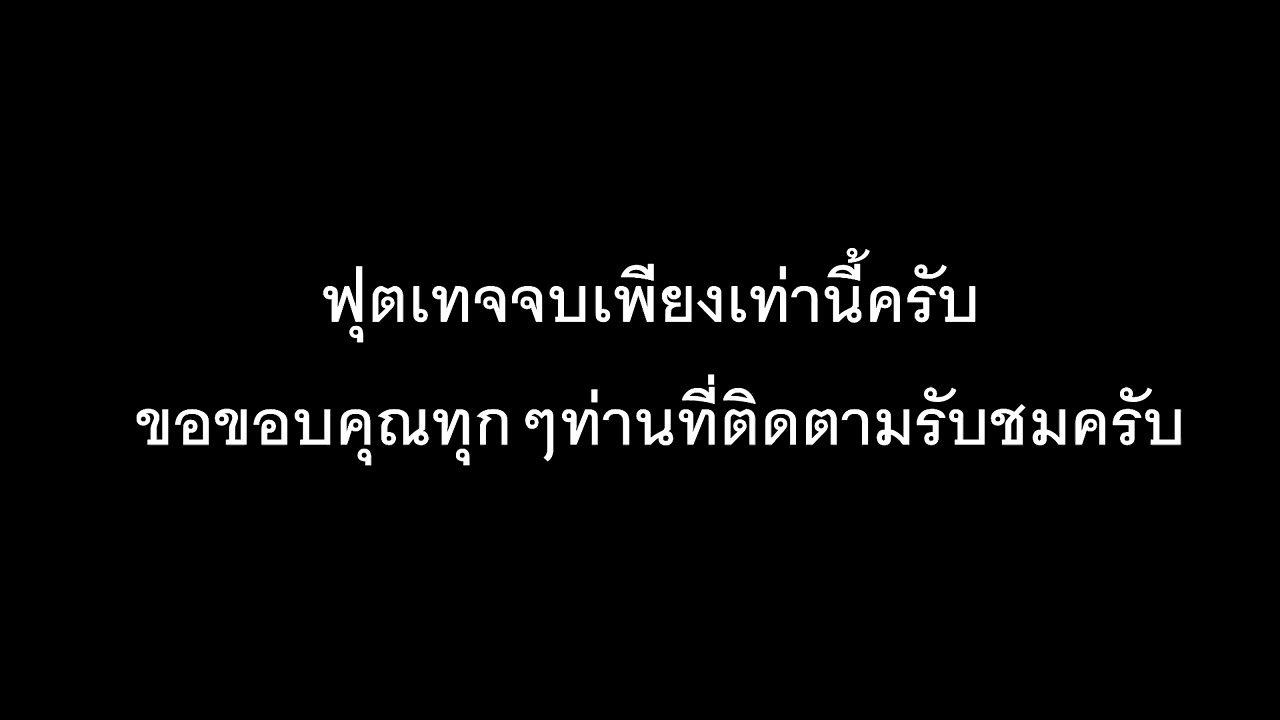 ฟุตเทจจบเพียงเท่านี้ครับ
ขอขอบคุณทุก ๆท่านที่ติดตามรับชมครับ